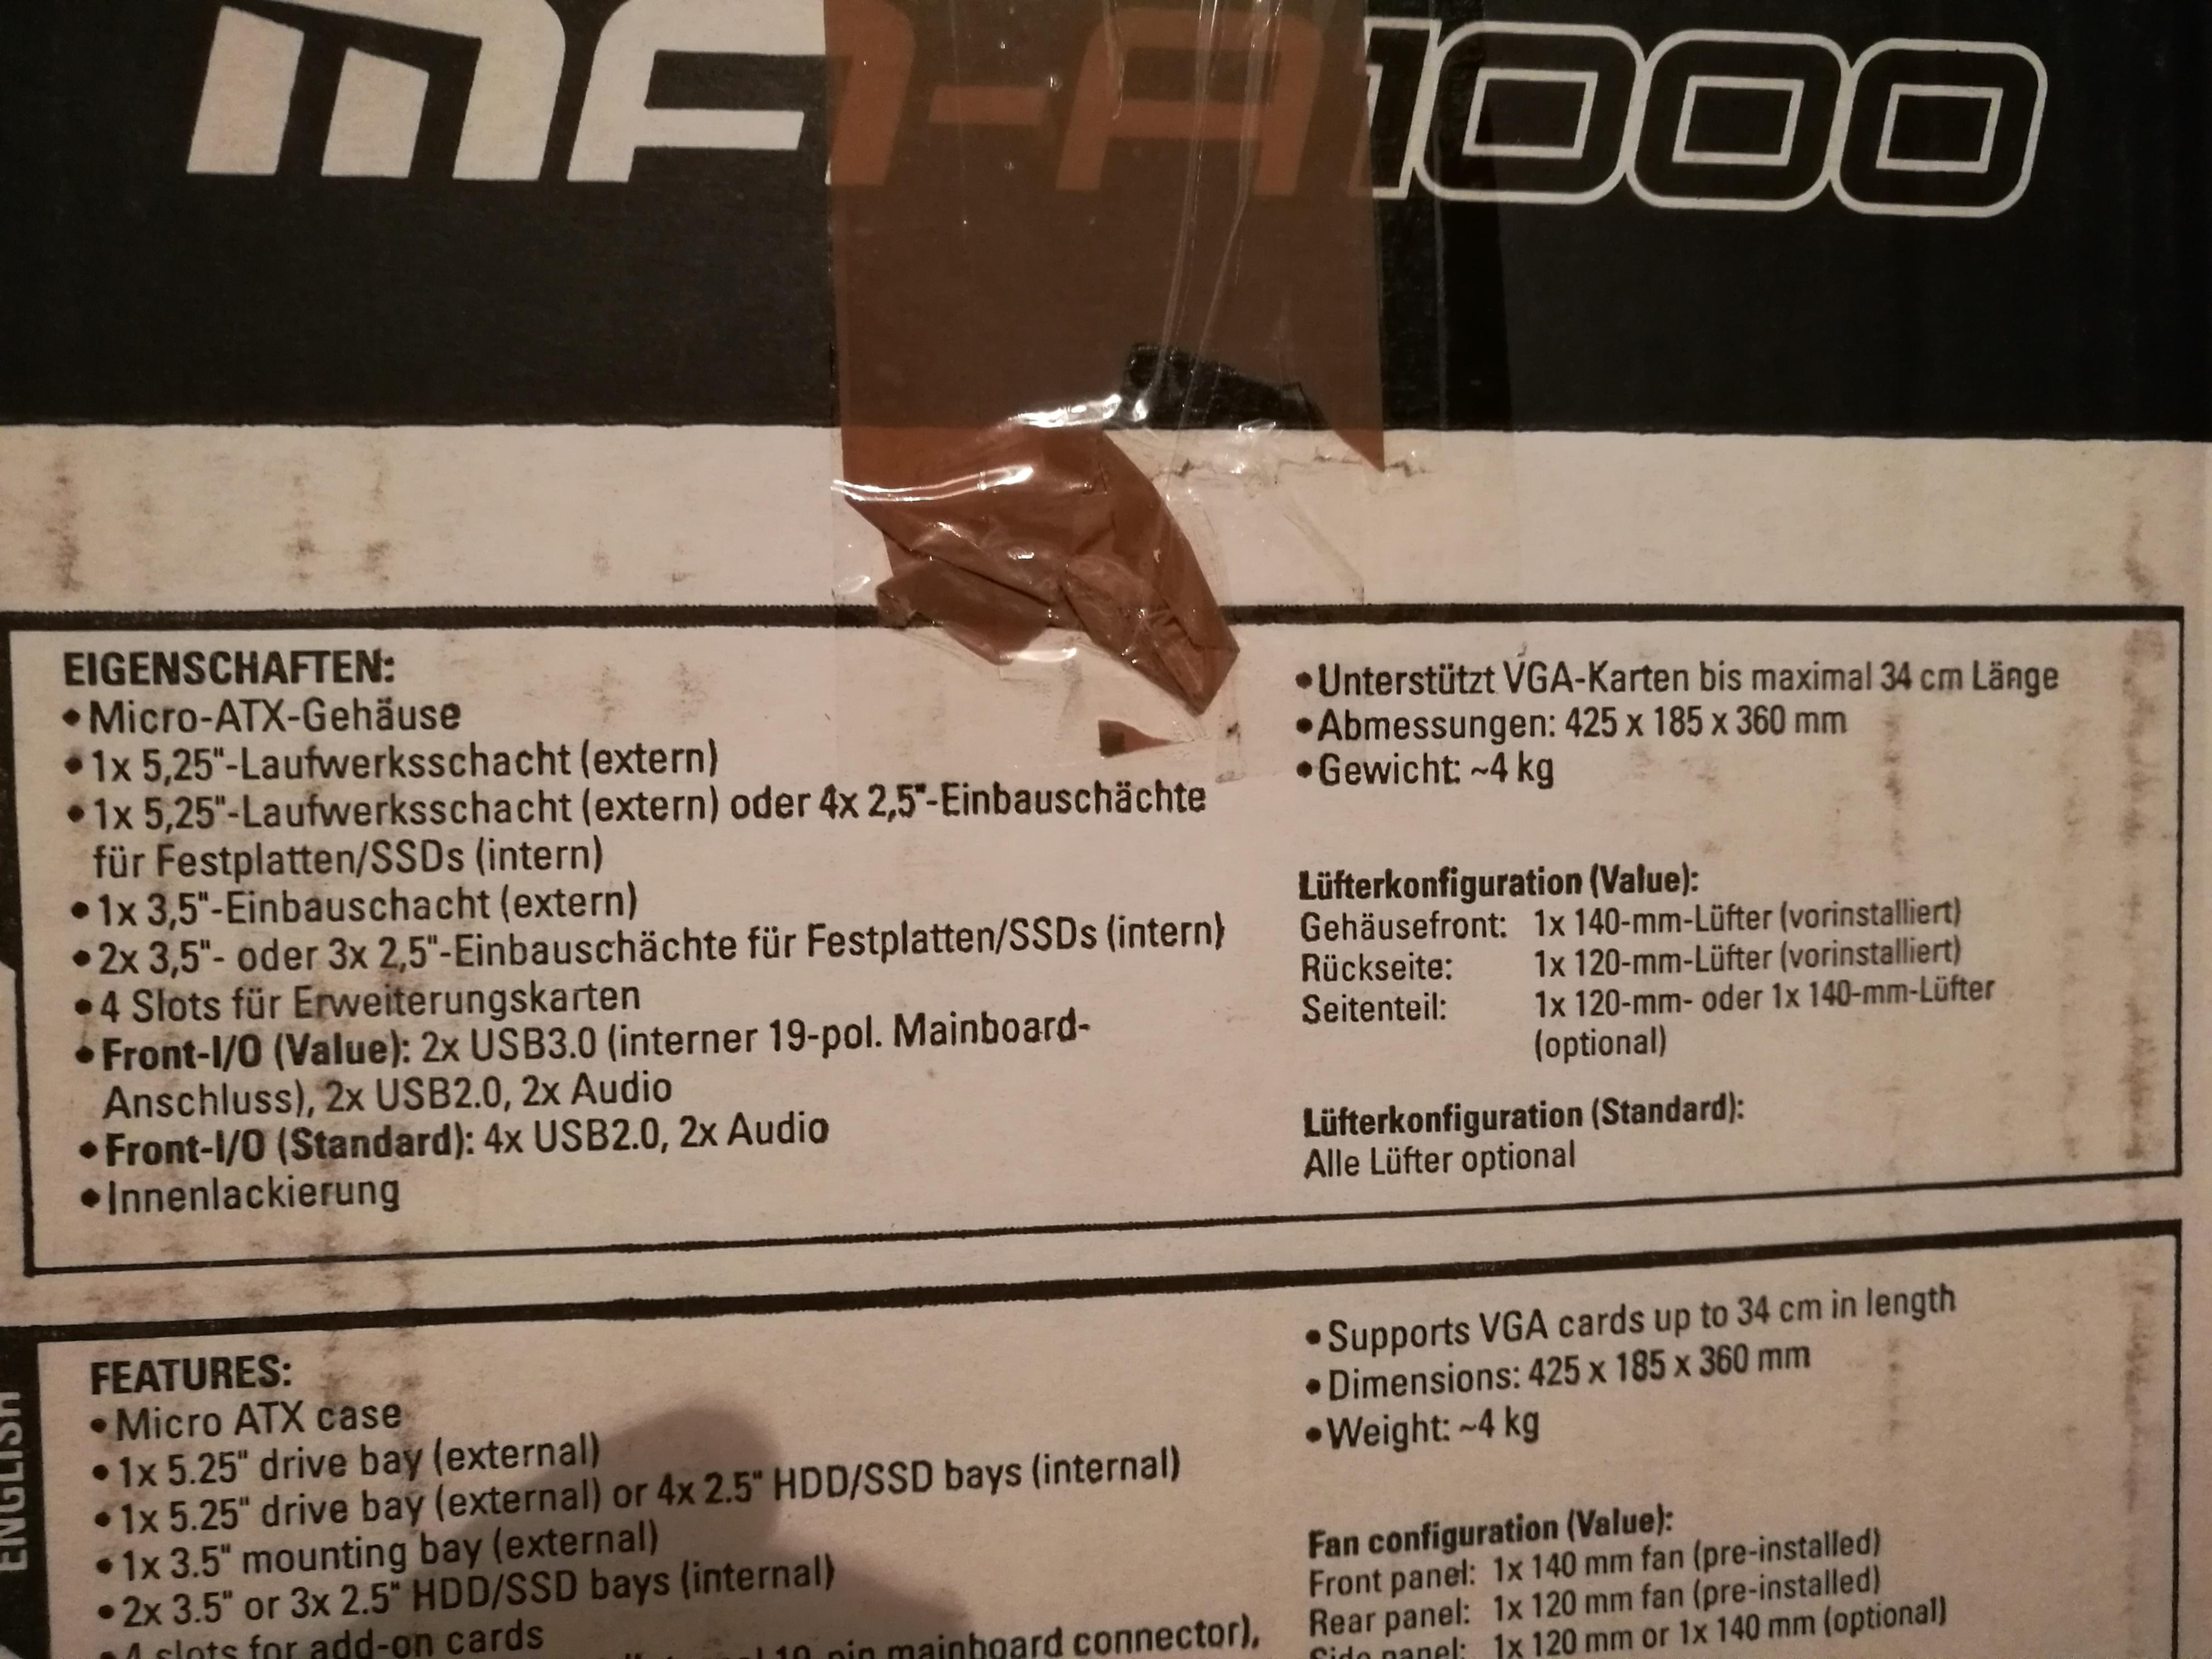 MA-A1000
EIGENSCHAFTEN:
•Micro-ATX-Gehäuse
•1x 5,25"-Laufwerksschacht (extern)
•1x 5,25"-Laufwerksschacht (extern) oder 4x 2,5"-Einbauschächte
für Festplatten/SSDs (intern)
•1x 3,5"-Einbauschacht (extern)
•2x 3,5"- oder 3x 2,5"-Einbauschächte für Festplatten/SSDs (intern)
•4 Slots für Erweiterungskarten
•Front-I/O (Value): 2x USB3.0 (interner 19-pol. Mainboard-
Anschluss), 2x USB2.0, 2x Audio
•Front-I/O (Standard): 4x USB2.0, 2x Audio
•Innenlackierung
•Unterstützt VGA-Karten bis maximal 34 cm Länge
•Abmessungen: 425 x 185 x 360 mm
•Gewicht: ~4 kg
Lüfterkonfiguration (Value):
Gehäusefront: 1x 140-mm-Lüfter (vorinstalliert)
Rückseite: 1x 120-mm-Lüfter (vorinstalliert)
Seitenteil: 1x 120-mm- oder 1x 140-mm-Lüfter
(optional)
Lüfterkonfiguration (Standard):
Alle Lüfter optional
ENGLISH
FEATURES:
•Micro ATX case
•1x 5.25" drive bay (external)
•1x 5.25" drive bay (external) or 4x 2.5" HDD/SSD bays (internal)
•1x 3.5" mounting bay (external)
•2x 3.5" or 3x 2.5" HDD/SSD bays (internal)
•4 slots for add-on cards
mainboard connector),
•Supports VGA cards up to 34 cm in length
•Dimensions: 425 x 185 x 360 mm
•Weight: ~4 kg
Fan configuration (Value):
Front panel: 1x 140 mm fan (pre-installed)
Rear panel: 1x 120 mm fan (pre-installed)
Side panel: 1x 120 mm or 1x 140 mm (optional)